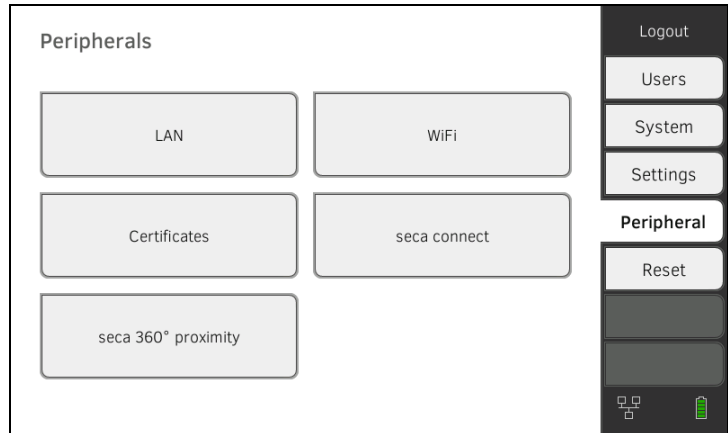 Peripherals
LAN
WiFi
Certificates
seca connect
seca 360° proximity
Logout
Users
System
Settings
Peripheral
Reset